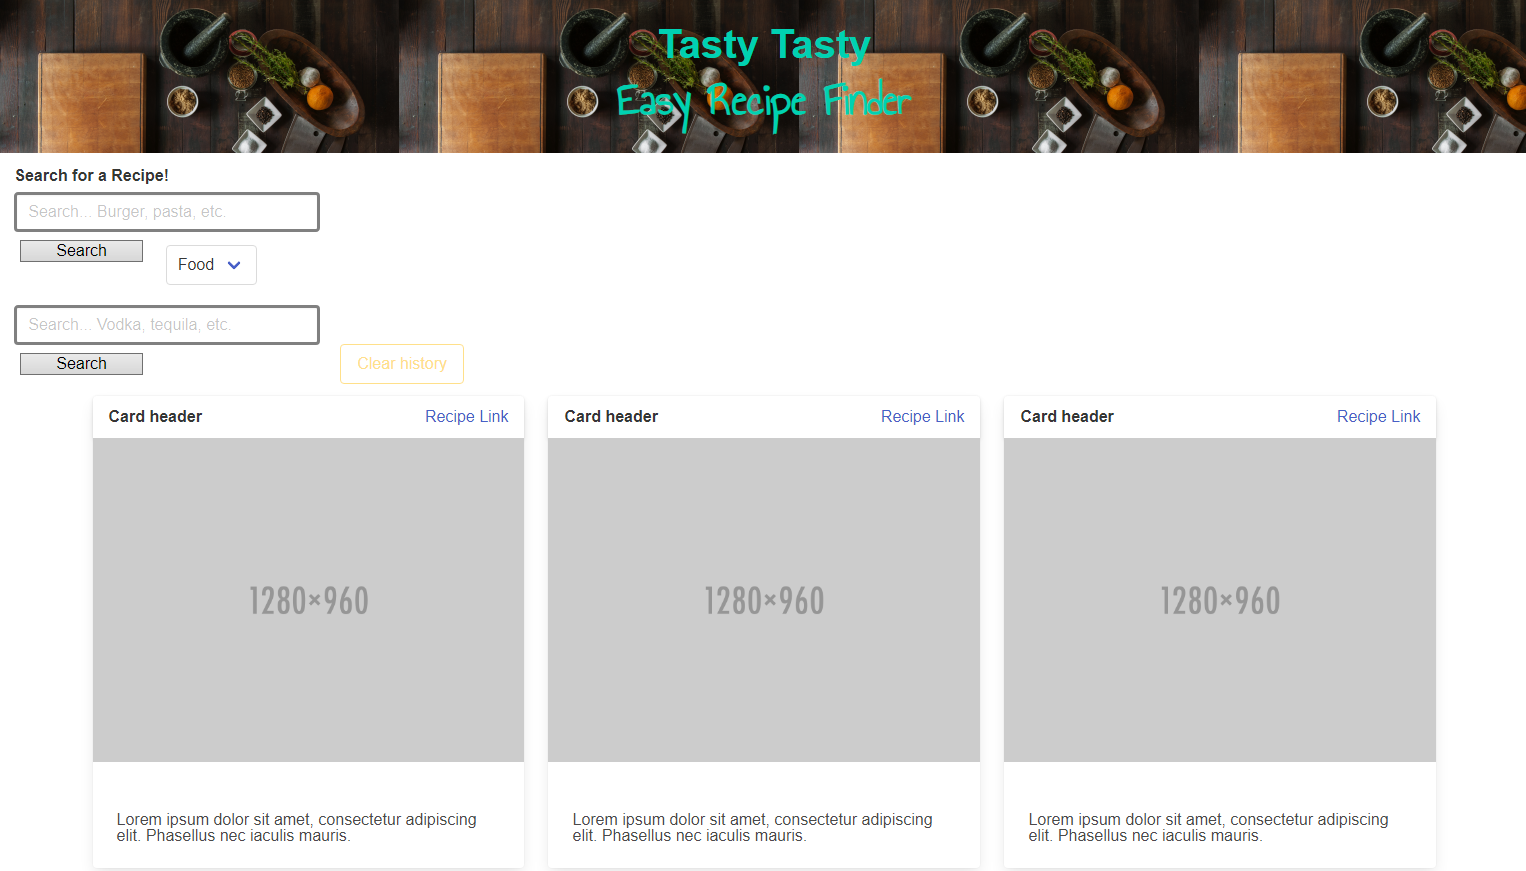 Tasty Tasty
Easy Recipe Finder
Search for a Recipe!
Search... Burger, pasta, etc.
Search
Food
Search... Vodka, tequila, etc.
Search
Clear history
Card header
Recipe Link
1280×960
Lorem ipsum dolor sit amet, consectetur adipiscing
elit. Phasellus nec iaculis mauris.
Card header
Recipe Link
1280×960
Lorem ipsum dolor sit amet, consectetur adipiscing
elit. Phasellus nec iaculis mauris.
Card header
Recipe Link
1280×960
Lorem ipsum dolor sit amet, consectetur adipiscing
elit. Phasellus nec iaculis mauris.